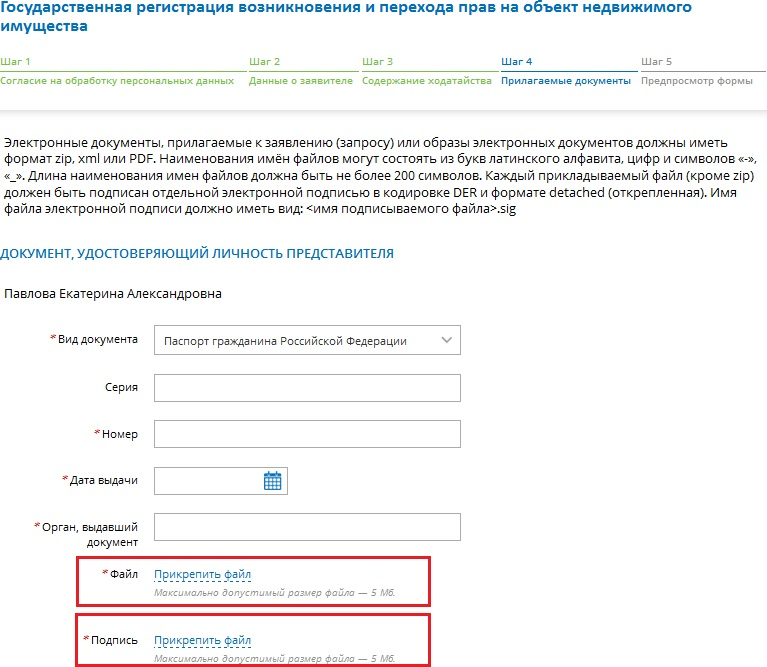 Государственная регистрация возникновения и перехода прав на объект недвижимого
имущества
Шаг 1 Шаг 2 Шаг 3 Шаг 4 Шаг 5
Согласие на обработку персональных данных Данные о заявителе Содержание ходатайства Прилагаемые документы Предпросмотр формы
Электронные документы, прилагаемые к заявлению (запросу) или образы электронных документов должны иметь
формат zip, xml или PDF. Наименования имён файлов могут состоять из букв латинского алфавита, цифр и символов «-»,
«_». Длина наименования имен файлов должна быть не более 200 символов. Каждый прикладываемый файл (кроме zip)
должен быть подписан отдельной электронной подписью в кодировке DER и формате detached (открепленная). Имя
файла электронной подписи должно иметь вид: <имя подписываемого файла>.sig
ДОКУМЕНТ, УДОСТОВЕРЯЮЩИЙ ЛИЧНОСТЬ ПРЕДСТАВИТЕЛЯ
Павлова Екатерина Александровна
* Вид документа Паспорт гражданина Российской Федерации
Серия
* Номер
* Дата выдачи
* Орган, выдавший
документ
* Файл Прикрепить файл
Максимально допустимый размер файла — 5 Мб.
* Подпись Прикрепить файл
Максимально допустимый размер файла — 5 Мб.